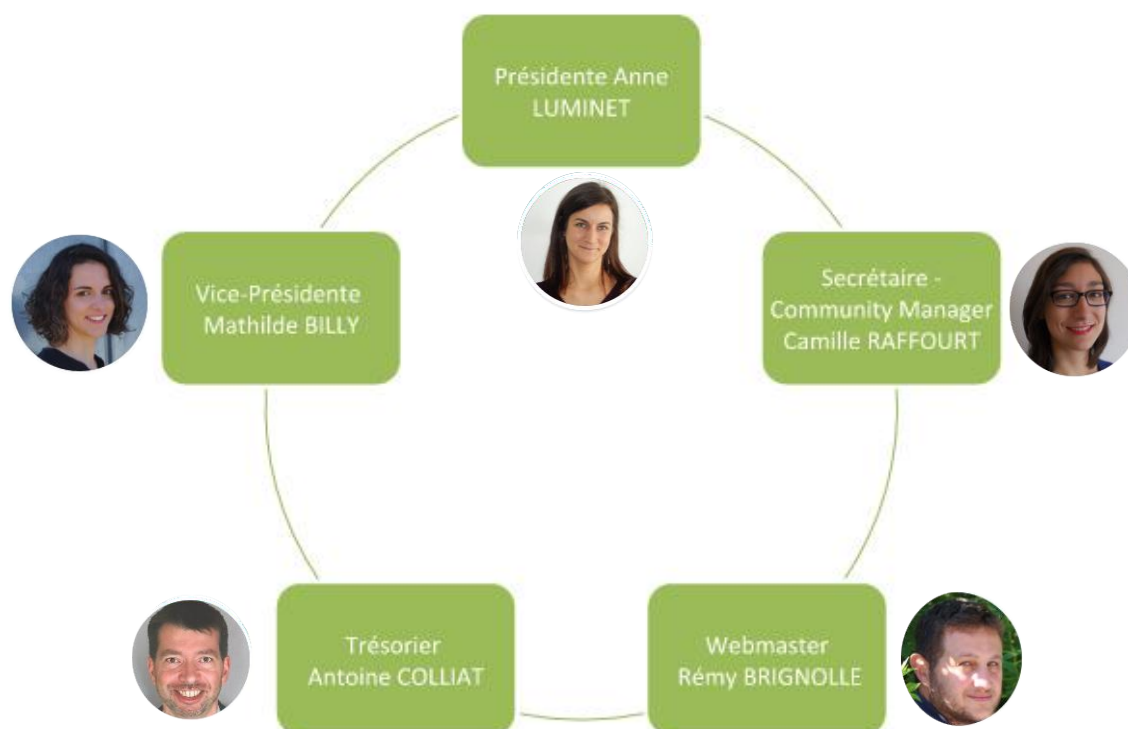 Présidente Anne
LUMINET
Vice-Présidente
Mathilde BILLY
Secrétaire -
Community Manager
Camille RAFFOURT
Trésorier
Antoine COLLIAT
Webmaster
Rémy BRIGNOLLE